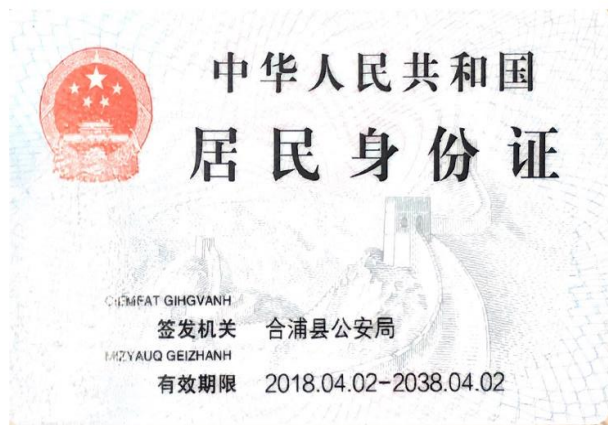 中华人民共和国
居民身份证
CIEMFAT GIHGVANH
签发机关 合浦县公安局
MIZYAUQ GEIZHANH
有效期限 2018.04.02-2038.04.02